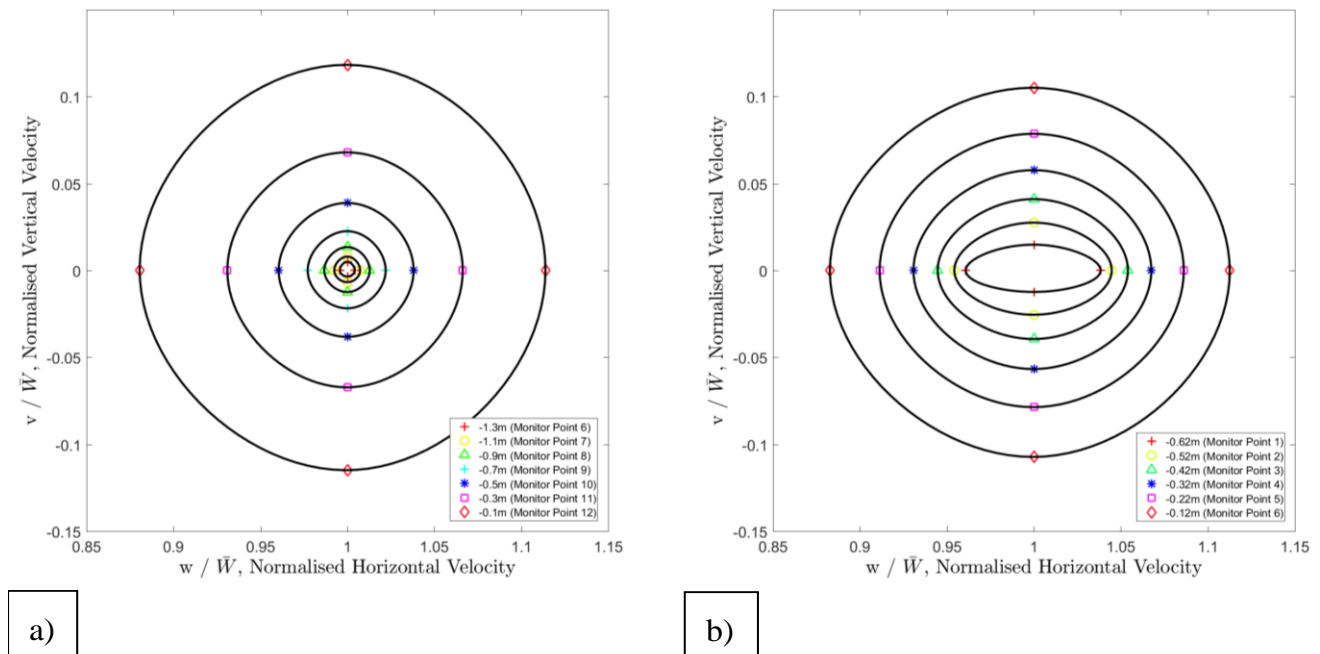 0.1
0.05
0
-0.05
-0.1
-0.15
v / W̄, Normalised Vertical Velocity
-1.3m (Monitor Point 6)
-1.1m (Monitor Point 7)
-0.9m (Monitor Point 8)
-0.7m (Monitor Point 9)
-0.5m (Monitor Point 10)
-0.3m (Monitor Point 11)
-0.1m (Monitor Point 12)
0.85 0.9 0.95 1 1.05 1.1 1.15
w / W̄, Normalised Horizontal Velocity
a)
0.1
0.05
0
-0.05
-0.1
-0.15
v / W̄, Normalised Vertical Velocity
-0.62m (Monitor Point 1)
-0.52m (Monitor Point 2)
-0.42m (Monitor Point 3)
-0.32m (Monitor Point 4)
-0.22m (Monitor Point 5)
-0.12m (Monitor Point 6)
0.85 0.9 0.95 1 1.05 1.1 1.15
w / W̄, Normalised Horizontal Velocity
b)